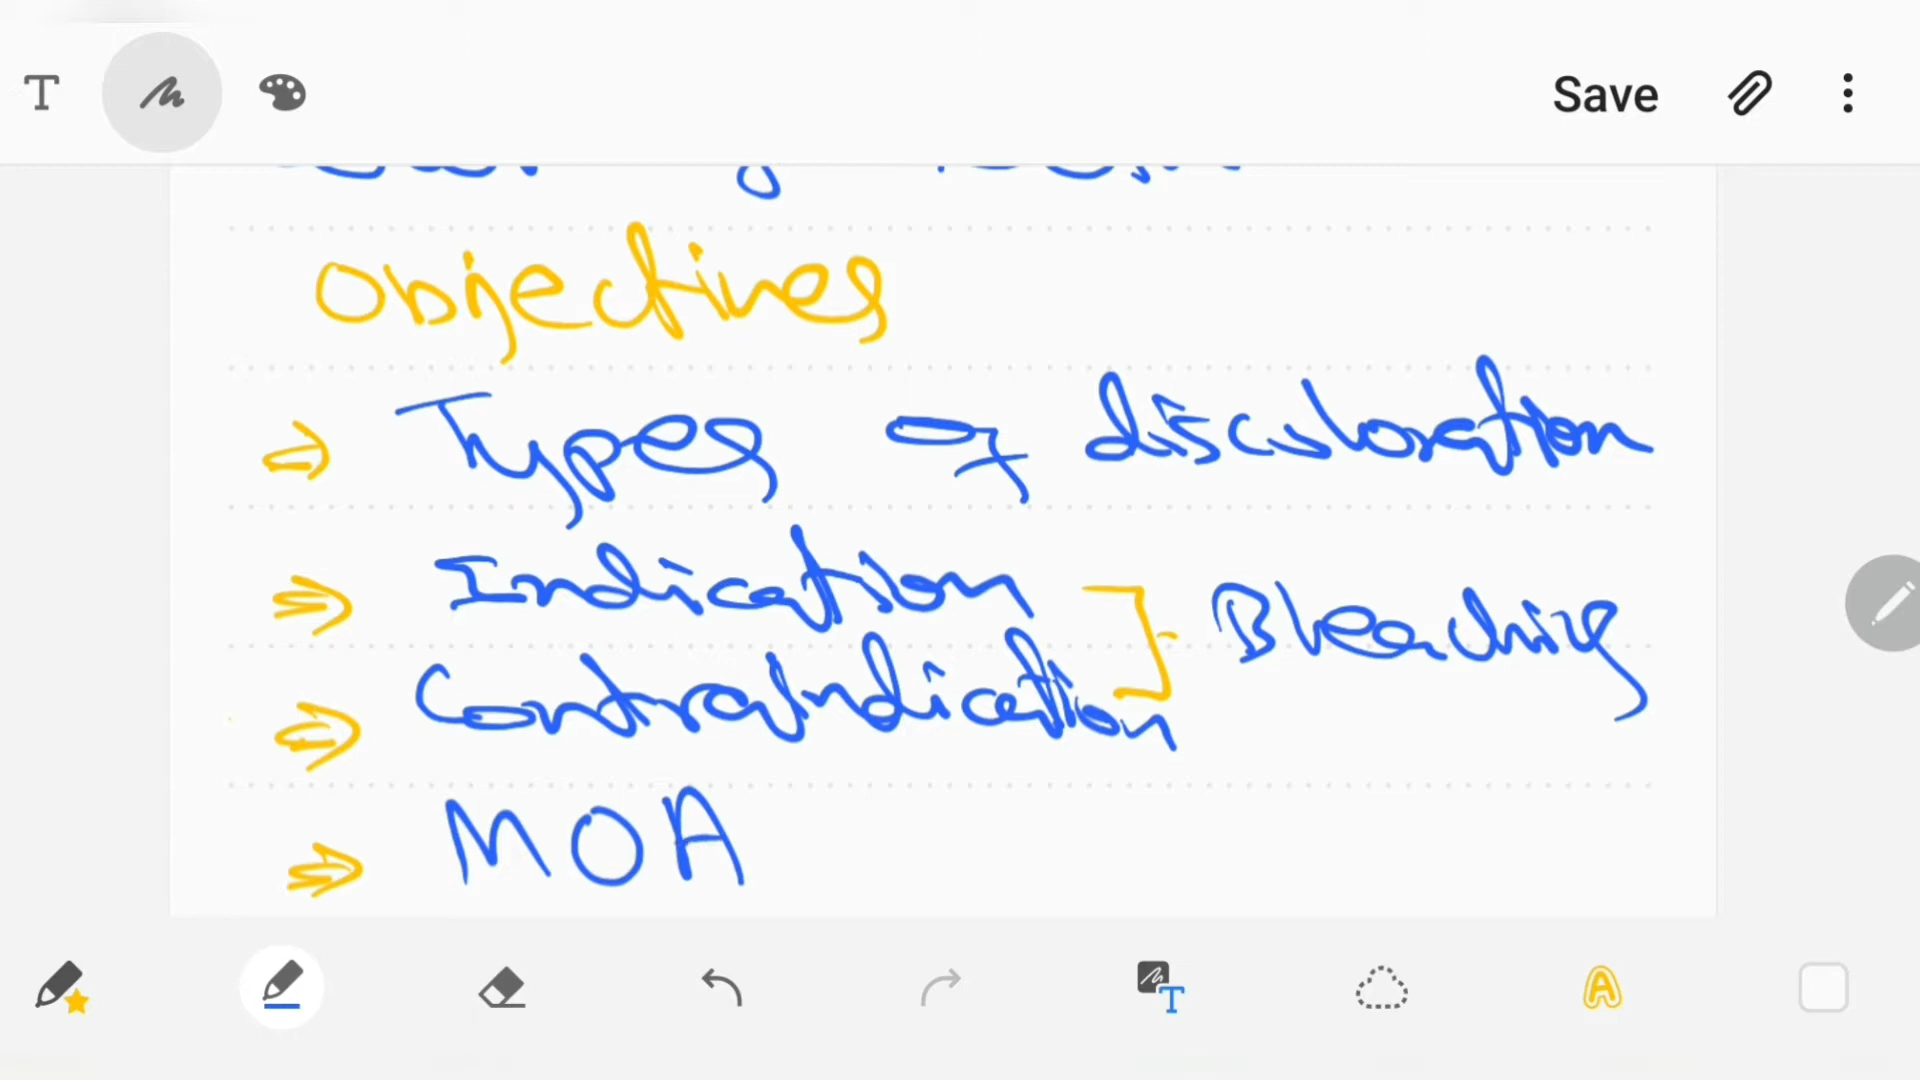 T Save
Objectives
Types of discoloration
Indication
Contraindication
Bleaching
MOA
T
A